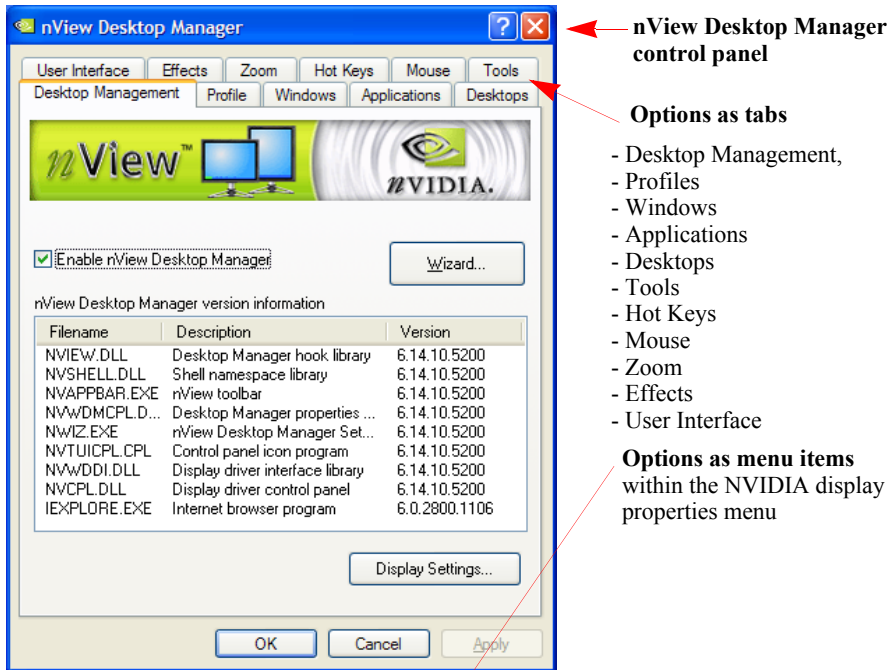 nView Desktop Manager
User Interface Effects Zoom Hot Keys Mouse Tools
Desktop Management Profile Windows Applications Desktops
nView™ nVIDIA.
Enable nView Desktop Manager
Wizard...
nView Desktop Manager version information
Filename Description Version
NVIEW.DLL Desktop Manager hook library 6.14.10.5200
NVSHELL.DLL Shell namespace library 6.14.10.5200
NVAPPBAR.EXE nView toolbar 6.14.10.5200
NVWDMCPL.D... Desktop Manager properties ... 6.14.10.5200
NWIZ.EXE nView Desktop Manager Set... 6.14.10.5200
NVTUICPL.CPL Control panel icon program 6.14.10.5200
NVWDDI.DLL Display driver interface library 6.14.10.5200
NVCPL.DLL Display driver control panel 6.14.10.5200
IEXPLORE.EXE Internet browser program 6.0.2800.1106
Display Settings...
OK Cancel Apply
nView Desktop Manager
control panel
Options as tabs
- Desktop Management,
- Profiles
- Windows
- Applications
- Desktops
- Tools
- Hot Keys
- Mouse
- Zoom
- Effects
- User Interface
Options as menu items
within the NVIDIA display
properties menu